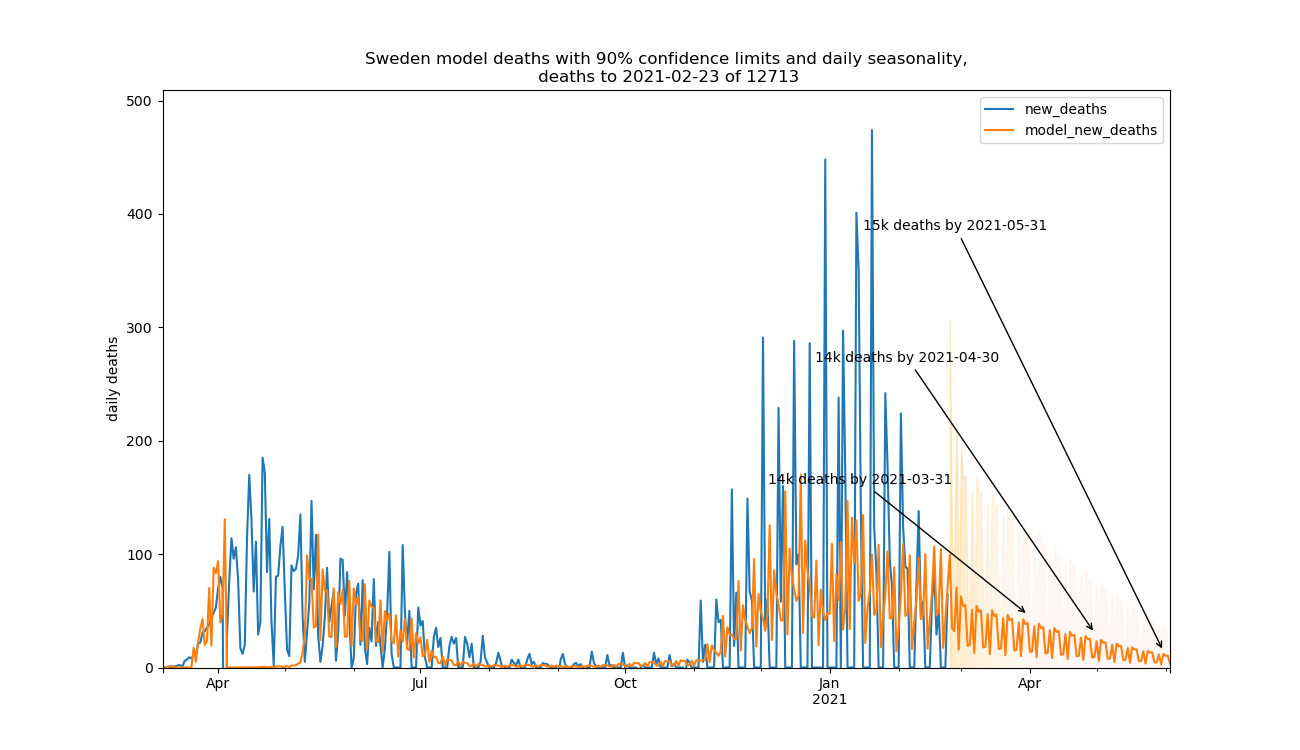 Sweden model deaths with 90% confidence limits and daily seasonality,
deaths to 2021-02-23 of 12713
500
400
300
200
100
0
daily deaths
new_deaths
model_new_deaths
15k deaths by 2021-05-31
14k deaths by 2021-04-30
14k deaths by 2021-03-31
Apr
Jul
Oct
Jan
2021
Apr